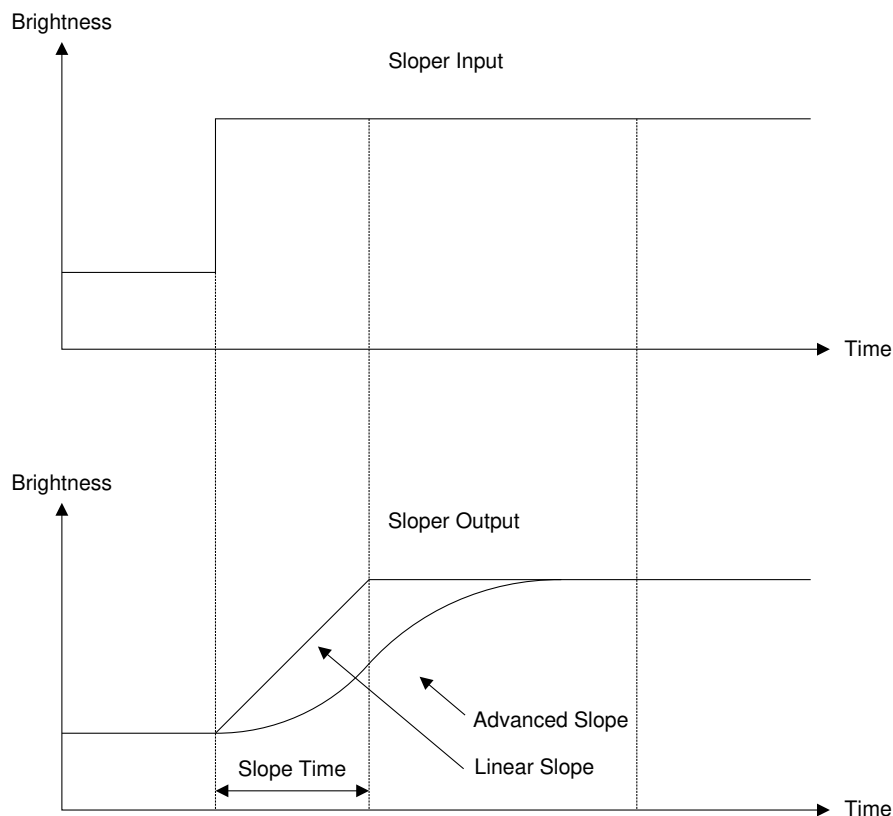 Brightness
Sloper Input
Time
Brightness
Sloper Output
Advanced Slope
Linear Slope
Slope Time
Time